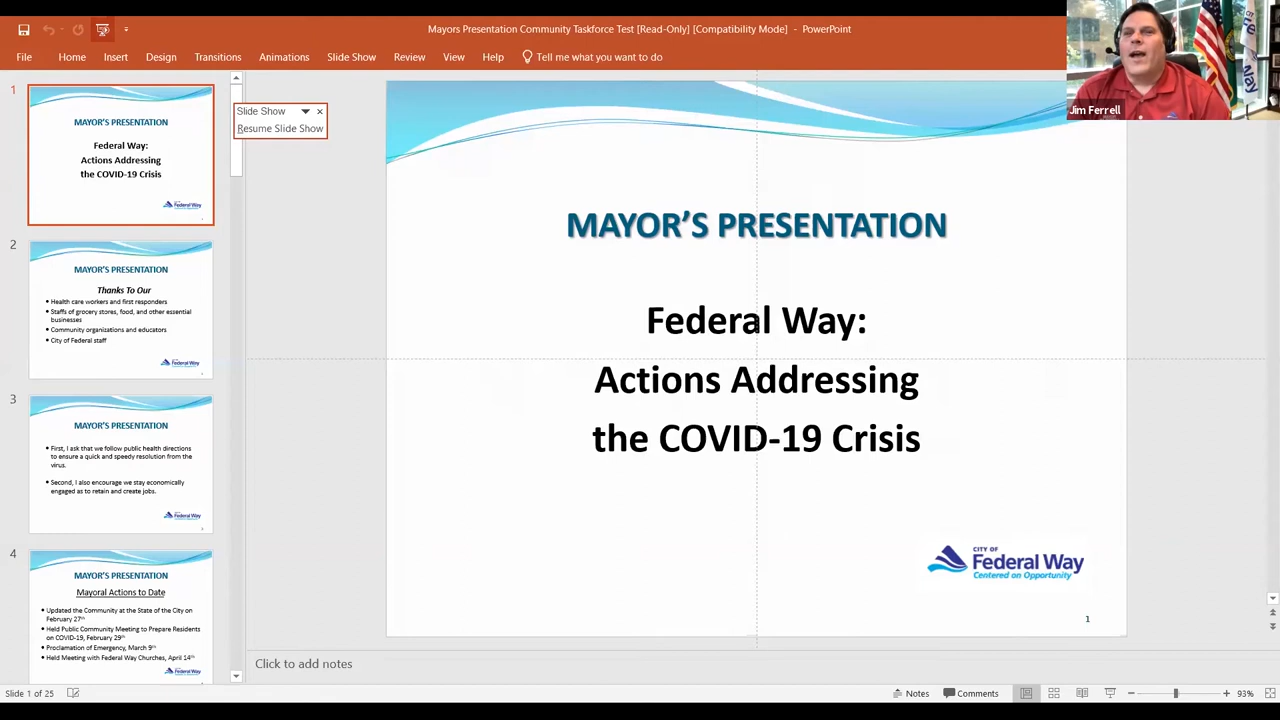 Mayors Presentation Community Taskforce Test [Read-Only] [Compatibility Mode] - PowerPoint
File Home Insert Design Transitions Animations Slide Show Review View Help Tell me what you want to do
Jim Ferrell
Slide Show
Resume Slide Show
1
MAYOR'S PRESENTATION
Federal Way:
Actions Addressing
the COVID-19 Crisis
Federal Way
2
MAYOR'S PRESENTATION
Thanks To Our
• Health care workers and first responders
• Staffs of grocery stores, food, and other essential
businesses
• Community organizations and educators
• City of Federal staff
Federal Way
3
MAYOR'S PRESENTATION
• First, I ask that we follow public health directions
to ensure a quick and speedy resolution from the
virus.
• Second, I also encourage we stay economically
engaged as to retain and create jobs.
Federal Way
4
MAYOR'S PRESENTATION
Mayoral Actions to Date
• Updated the Community at the State of the City on
February 27th
• Held Public Community Meeting to Prepare Residents
on COVID-19, February 29th
• Proclamation of Emergency, March 9th
• Held Meeting with Federal Way Churches, April 14th
Federal Way
MAYOR'S PRESENTATION
Federal Way:
Actions Addressing
the COVID-19 Crisis
CITY OF
Federal Way
Centered on Opportunity
1
Click to add notes
Slide 1 of 25
Notes Comments 93%